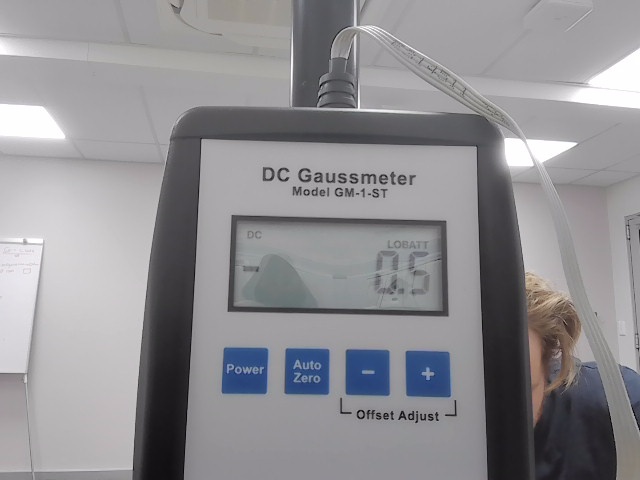 DC Gaussmeter
Model GM-1-ST
DC
LOBATT
- 0.5
Power
Auto
Zero
-
+
Offset Adjust